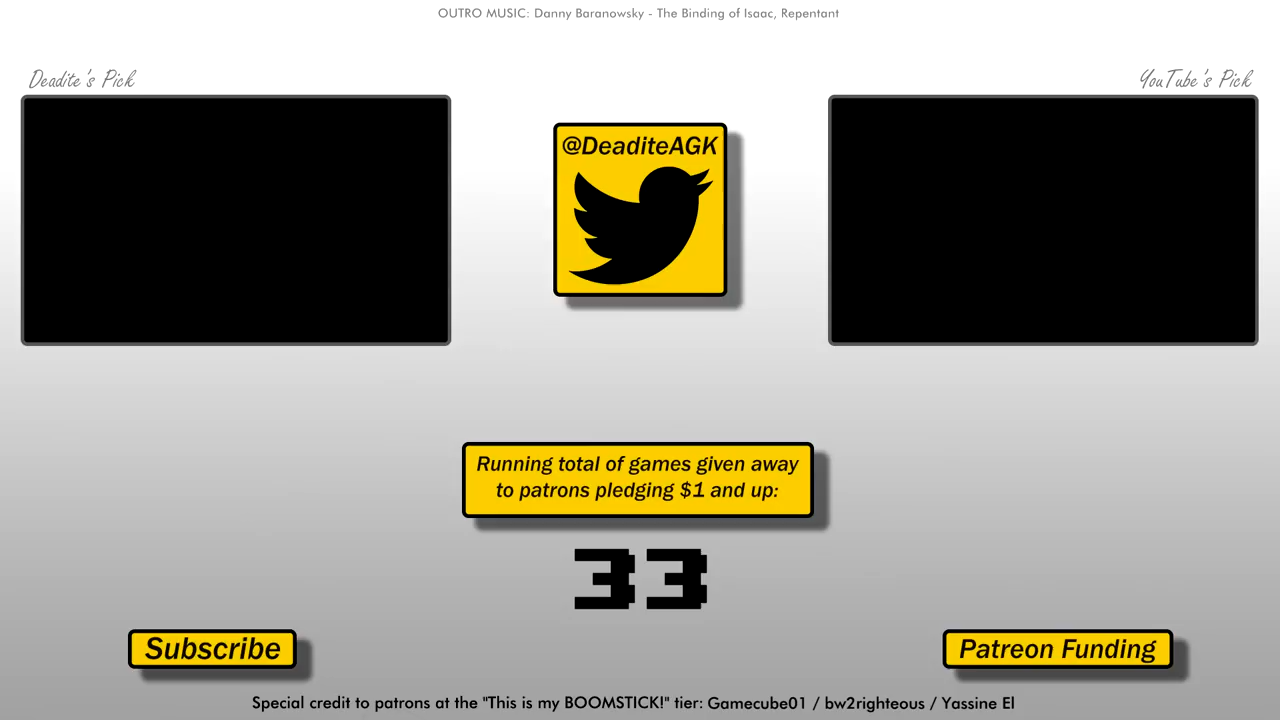 OUTRO MUSIC: Danny Baranowsky - The Binding of Isaac, Repentant
Deadite's Pick
YouTube's Pick
@DeaditeAGK
Running total of games given away
to patrons pledging $1 and up:
33
Subscribe
Patreon Funding
Special credit to patrons at the "This is my BOOMSTICK!" tier: Gamecube01 / bw2righteous / Yassine El